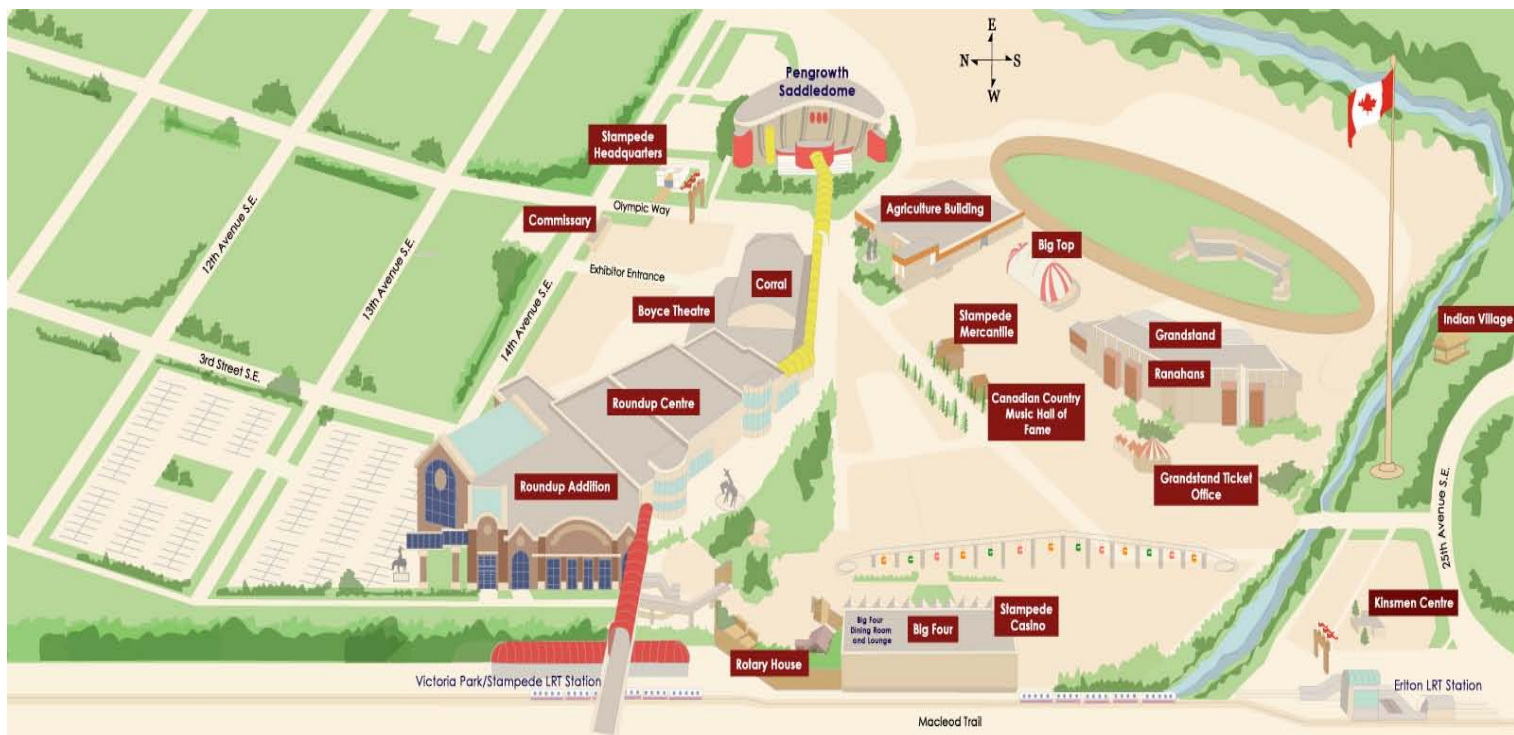 E
N
S
W
Pengrowth
Saddledome
Stampede
Headquarters
Olympic Way
Commissary
Agriculture Building
12th Avenue S.E.
13th Avenue S.E.
14th Avenue S.E.
Big Top
Exhibitor Entrance
Corral
Boyce Theatre
Stampede
Mercantile
Grandstand
Indian Village
3rd Street S.E.
Ranahans
Roundup Centre
Canadian Country
Music Hall of
Fame
Roundup Addition
Grandstand Ticket
Office
25th Avenue S.E.
Kinsmen Centre
Stampede
Casino
Big Four
Dining Room
and Lounge
Big Four
Rotary House
Victoria Park/Stampede LRT Station
Erlton LRT Station
Macleod Trail